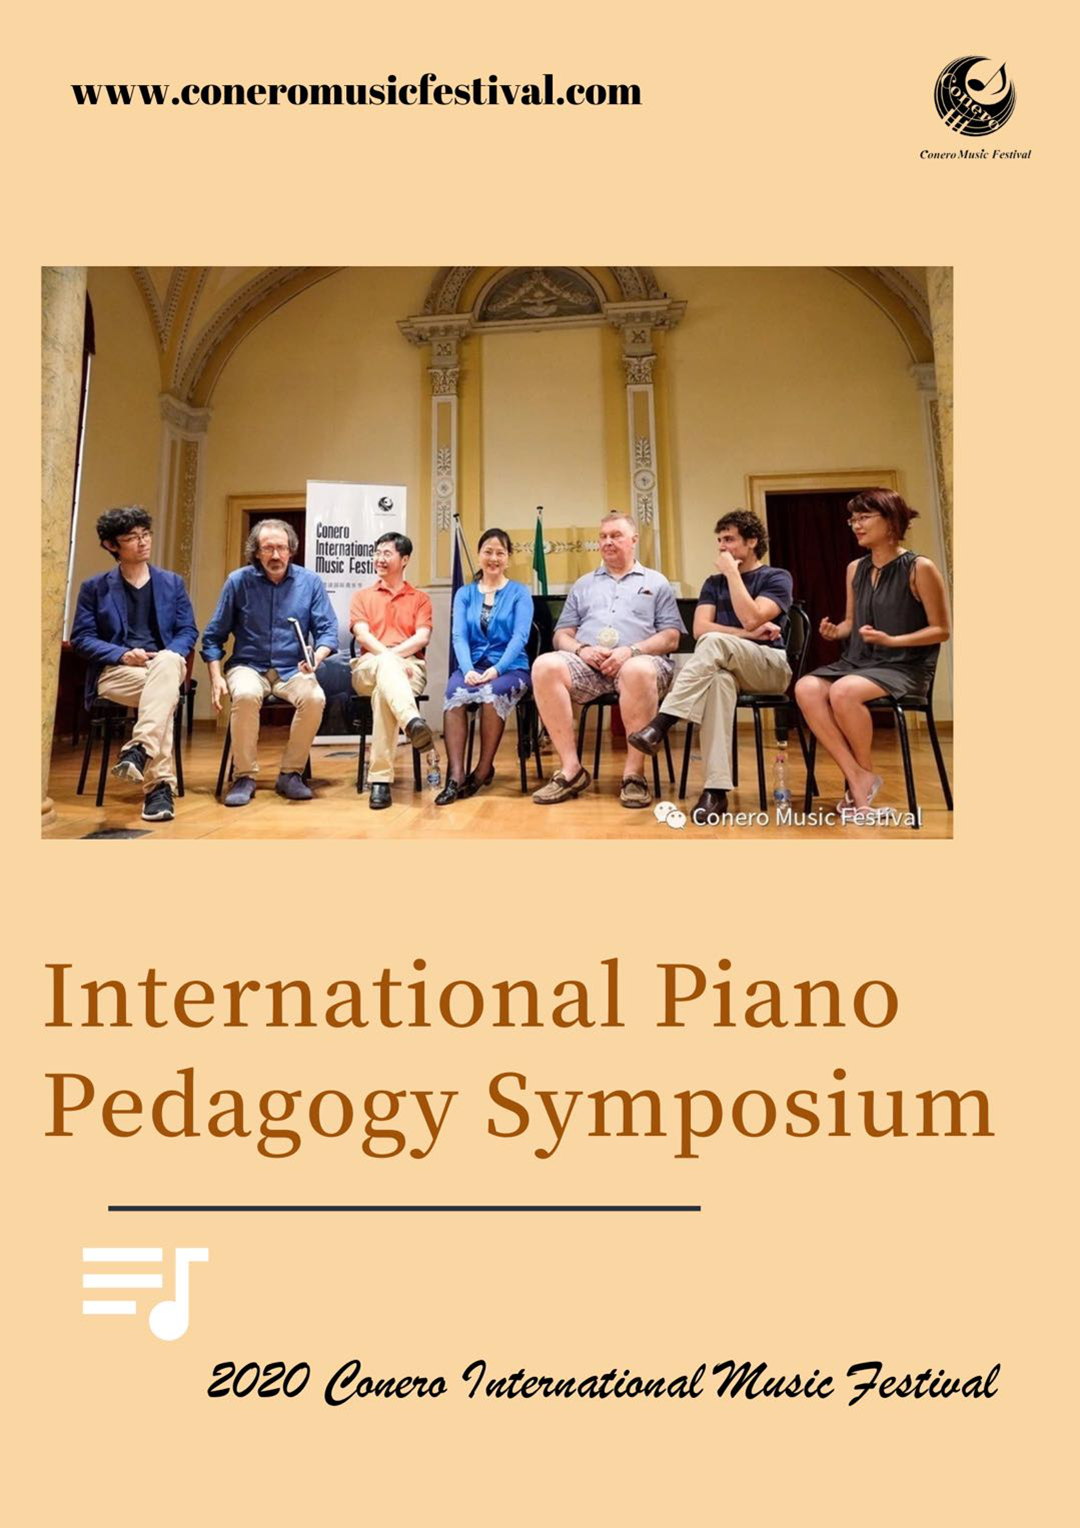 www.coneromusicfestival.com
Conero
Conero Music Festival
Conero
International
Music Festi
Conero Music Festival
International Piano
Pedagogy Symposium
2020 Conero International Music Festival